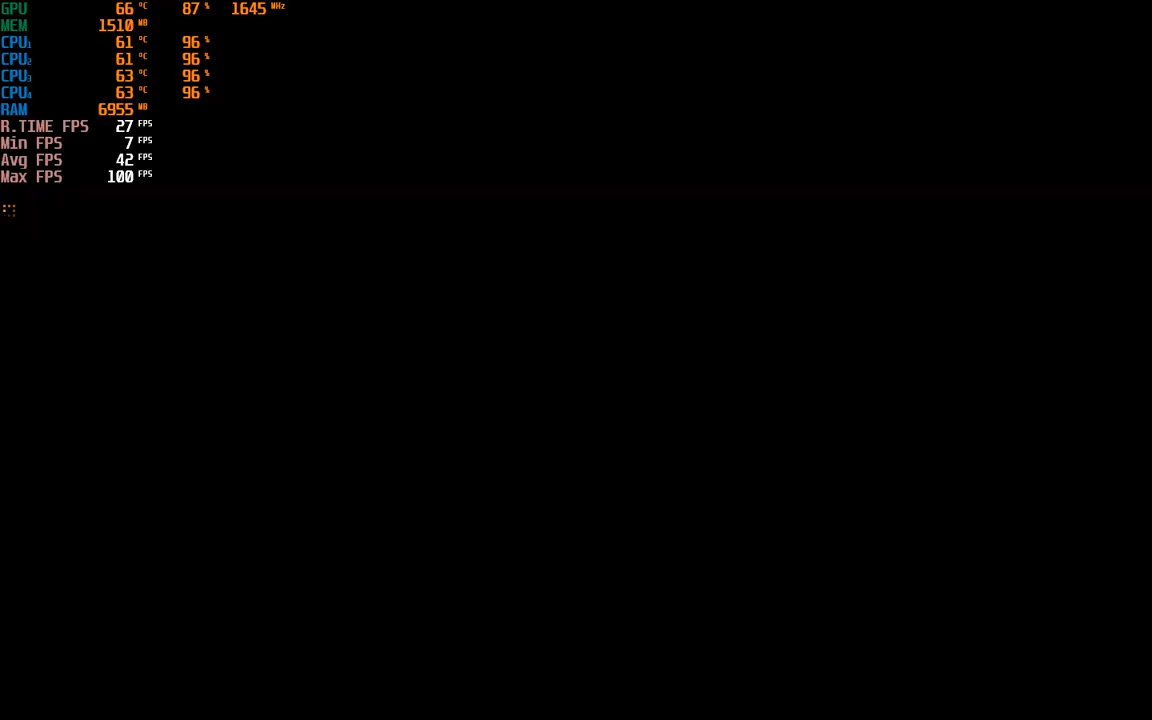 GPU 66 °C 87 % 1645 MHz
MEM 1510 MB
CPU1 61 °C 96 %
CPU2 61 °C 96 %
CPU3 63 °C 96 %
CPU4 63 °C 96 %
RAM 6955 MB
R.TIME FPS 27 FPS
Min FPS 7 FPS
Avg FPS 42 FPS
Max FPS 100 FPS